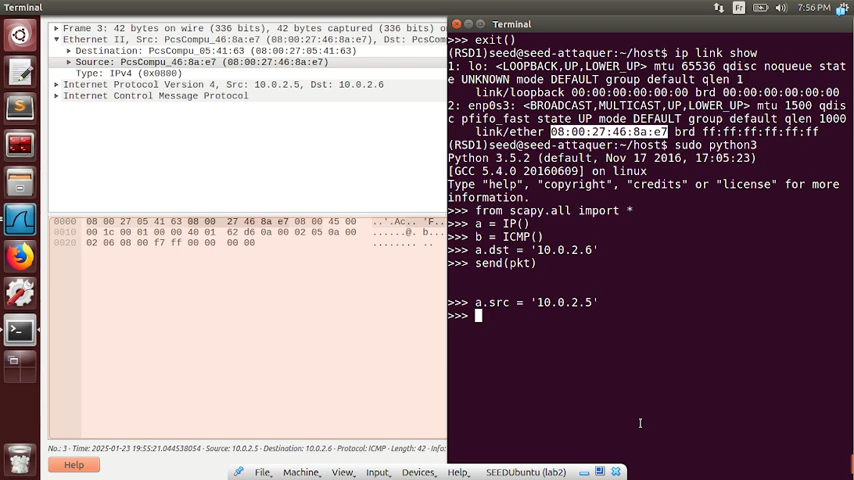 Terminal
Fr
7:56 PM
Frame 3: 42 bytes on wire (336 bits), 42 bytes captured (336 bits) on
Ethernet II, Src: PcsCompu_46:8a:e7 (08:00:27:46:8a:e7), Dst: PcsComp
Destination: PcsCompu_05:41:63 (08:00:27:05:41:63)
Source: PcsCompu_46:8a:e7 (08:00:27:46:8a:e7)
Type: IPv4 (0x0800)
Internet Protocol Version 4, Src: 10.0.2.5, Dst: 10.0.2.6
Internet Control Message Protocol
0000 08 00 27 05 41 63 08 00 27 46 8a e7 08 00 45 00 ..'.Ac.. 'F....
0010 00 1c 00 01 00 00 40 01 62 d6 0a 00 02 05 0a 00 ......@. b...
0020 02 06 08 00 f7 ff 00 00 00 00 ........ ..
No.: 3 · Time: 2025-01-23 19:55:21.044538054 · Source: 10.0.2.5 · Destination: 10.0.2.6 · Protocol: ICMP · Length: 42 · Info:
Help
Terminal
>>> exit()
(RSD1)seed@seed-attaquer:~/host$ ip link show
1: lo: <LOOPBACK,UP,LOWER_UP> mtu 65536 qdisc noqueue stat
e UNKNOWN mode DEFAULT group default qlen 1
link/loopback 00:00:00:00:00:00 brd 00:00:00:00:00:00
2: enp0s3: <BROADCAST,MULTICAST,UP,LOWER_UP> mtu 1500 qdis
c pfifo_fast state UP mode DEFAULT group default qlen 1000
link/ether 08:00:27:46:8a:e7 brd ff:ff:ff:ff:ff:ff
(RSD1)seed@seed-attaquer:~/host$ sudo python3
Python 3.5.2 (default, Nov 17 2016, 17:05:23)
[GCC 5.4.0 20160609] on linux
Type "help", "copyright", "credits" or "license" for more
information.
>>> from scapy.all import *
>>> a = IP()
>>> b = ICMP()
>>> a.dst = '10.0.2.6'
>>> send(pkt)
>>> a.src = '10.0.2.5'
>>>
File, Machine, View, Input, Devices, Help, SEEDUbuntu (lab2)